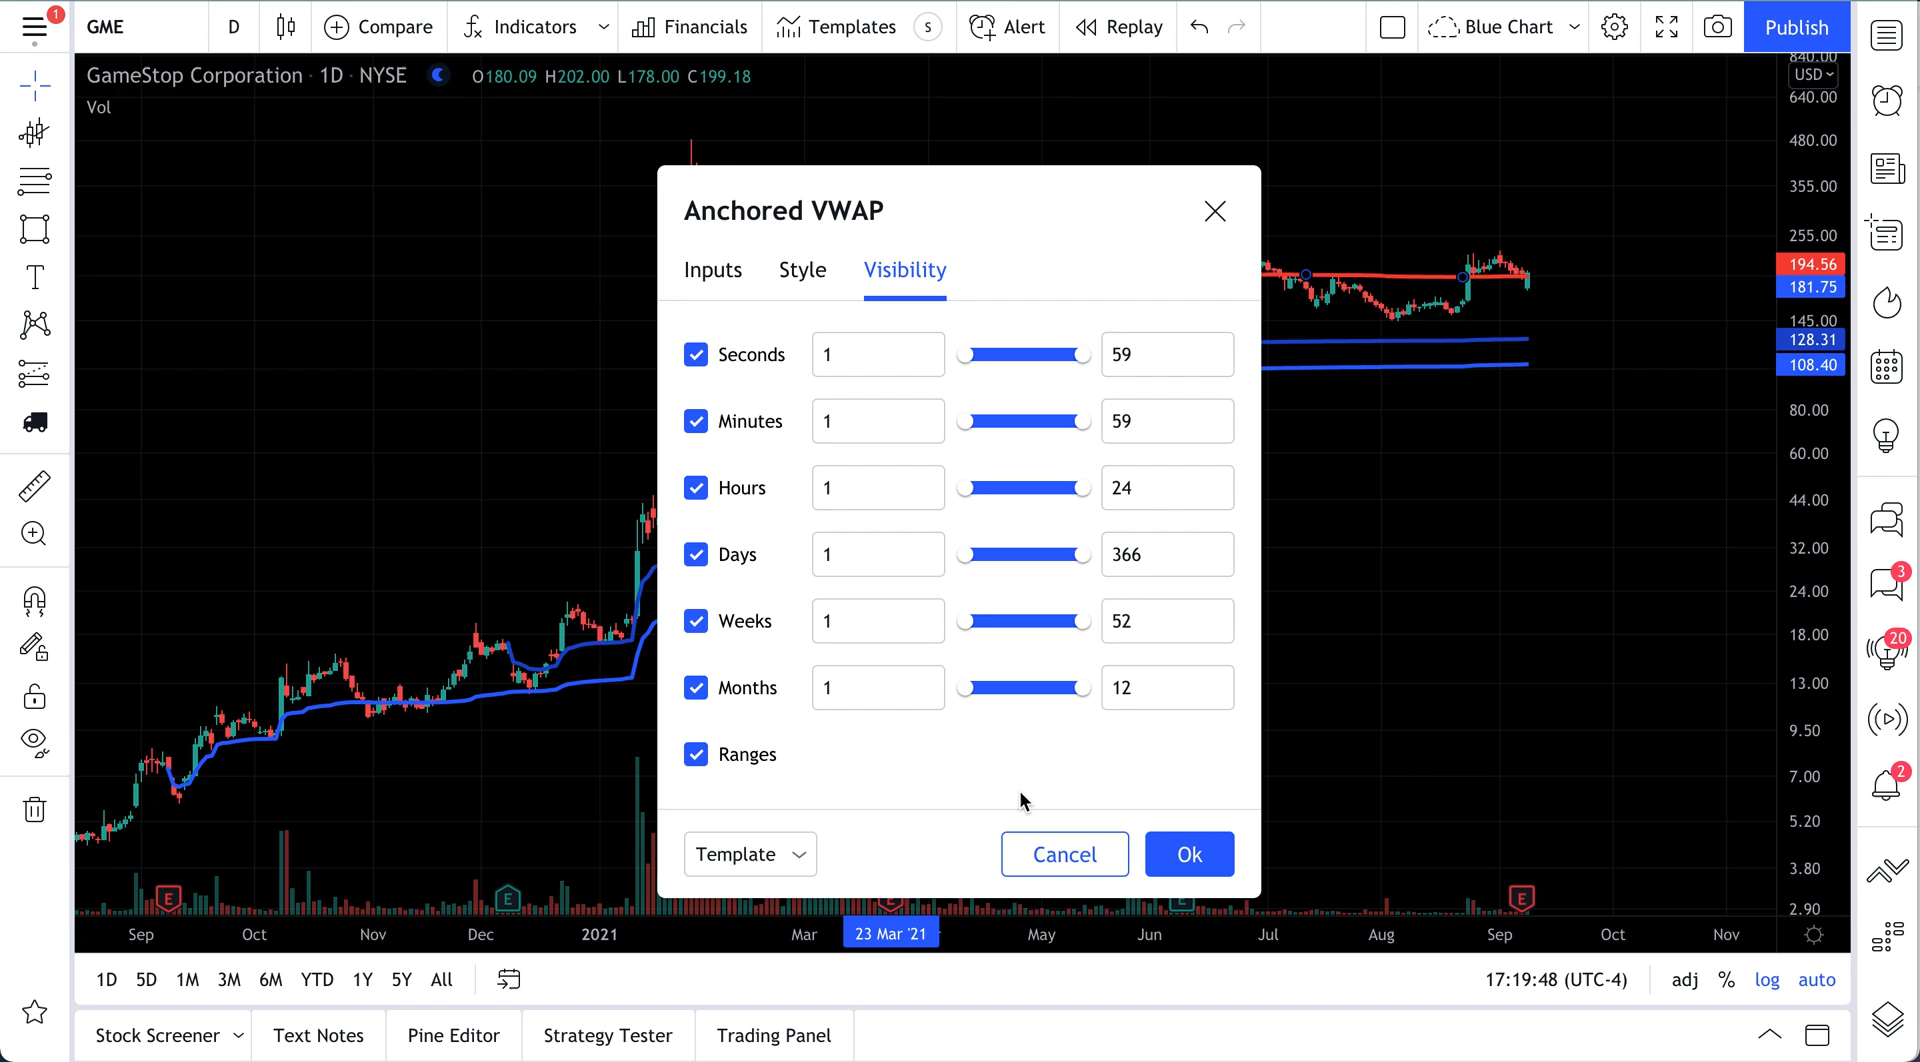 1
GME D Compare Indicators Financials Templates S Alert Replay Blue Chart Publish
GameStop Corporation · 1D · NYSE O180.09 H202.00 L178.00 C199.18
Vol
840.00
USD
640.00
480.00
355.00
255.00
194.56
181.75
145.00
128.31
108.40
80.00
60.00
44.00
32.00
24.00
18.00
13.00
9.50
7.00
5.20
3.80
2.90
Anchored VWAP
Inputs Style Visibility
Seconds 1 59
Minutes 1 59
Hours 1 24
Days 1 366
Weeks 1 52
Months 1 12
Ranges
Template Cancel Ok
E E E E E
Sep Oct Nov Dec 2021 Mar 23 Mar '21 May Jun Jul Aug Sep Oct Nov
1D 5D 1M 3M 6M YTD 1Y 5Y All 17:19:48 (UTC-4) adj % log auto
Stock Screener Text Notes Pine Editor Strategy Tester Trading Panel
3
20
2